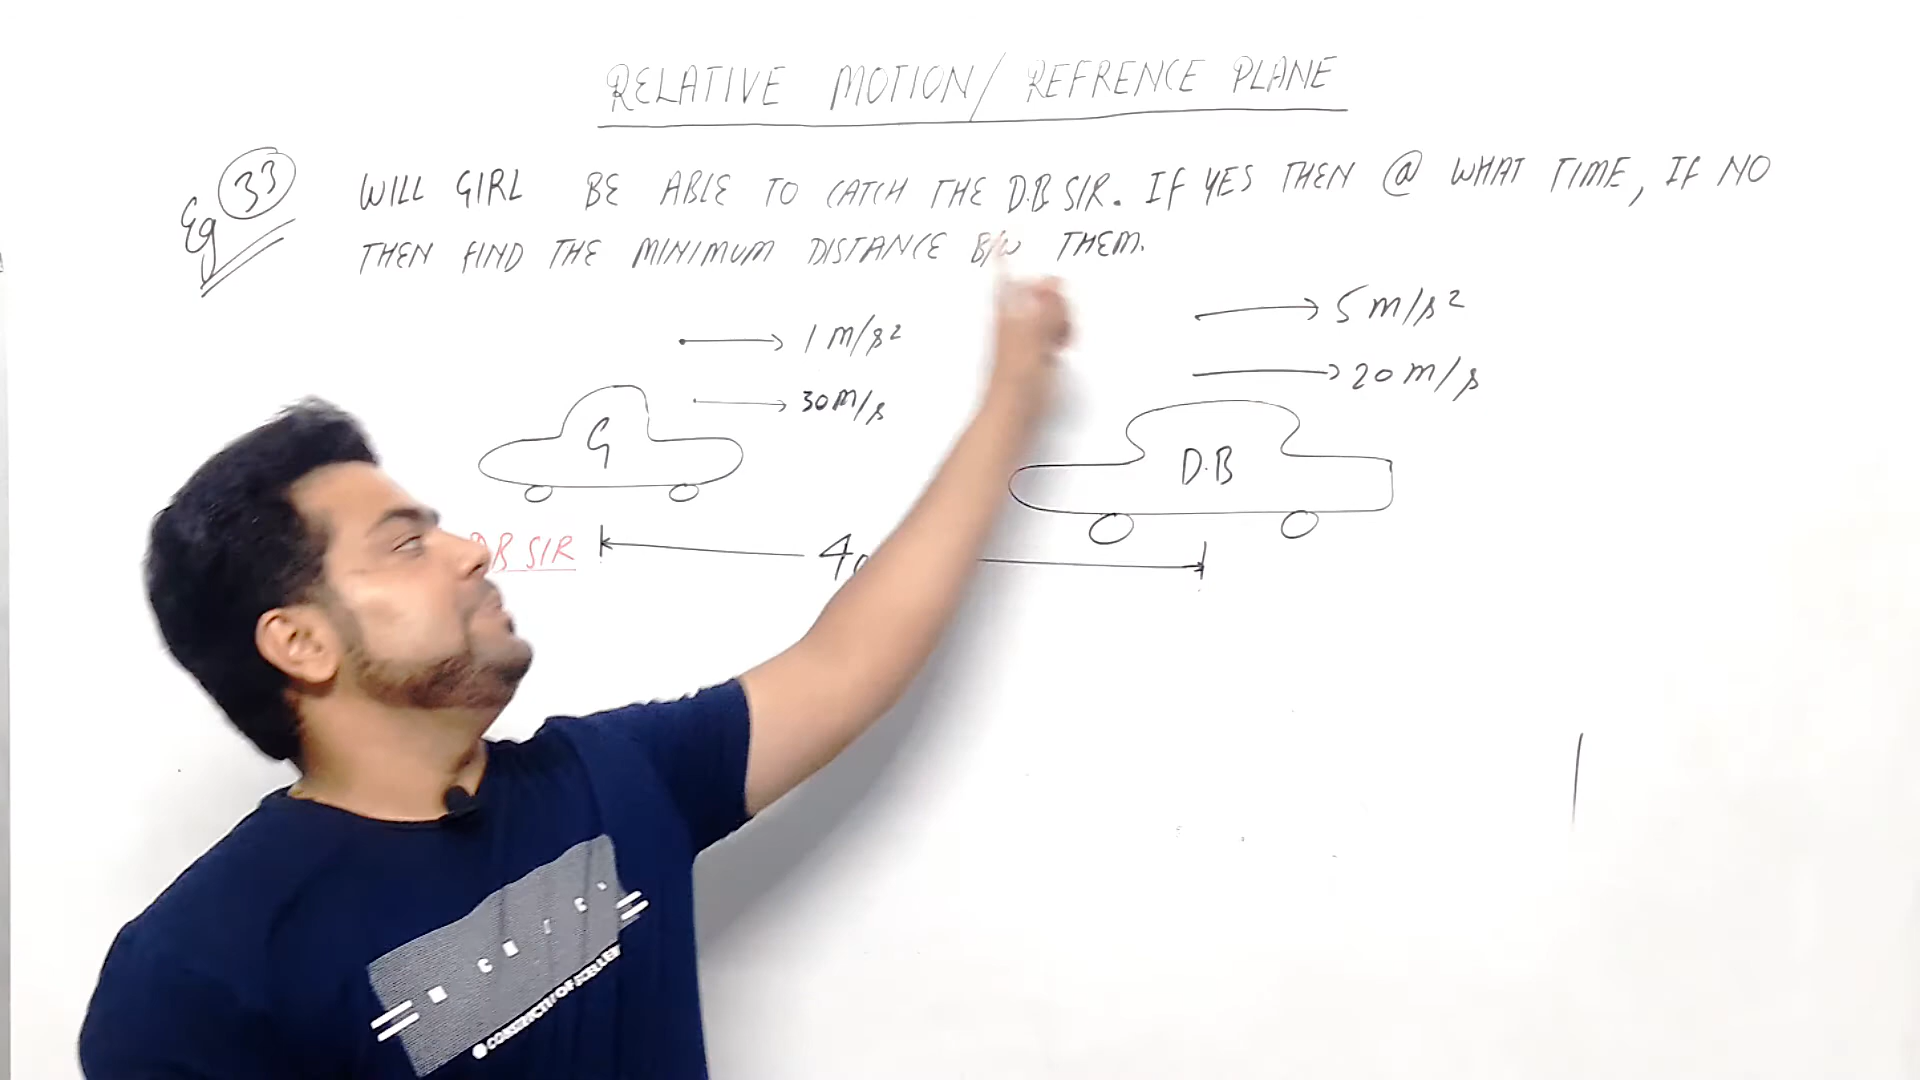 RELATIVE MOTION/ REFRENCE PLANE
Eg 33 WILL GIRL BE ABLE TO CATCH THE D.B SIR. IF YES THEN @ WHAT TIME, IF NO
THEN FIND THE MINIMUM DISTANCE B/W THEM.
1 m/s² 5 m/s²
30 m/s 20 m/s
G D.B
DB SIR